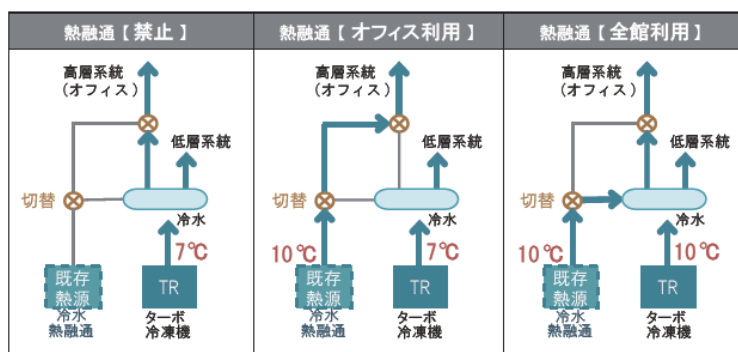 熱融通【 禁止 】
高層系統
(オフィス)
低層系統
切替
冷水
7℃
既存
熱源
冷水
熱融通
TR
ターボ
冷凍機
熱融通【 オフィス利用 】
高層系統
(オフィス)
低層系統
切替
冷水
10℃
7℃
既存
熱源
冷水
熱融通
TR
ターボ
冷凍機
熱融通【 全館利用 】
高層系統
(オフィス)
低層系統
切替
冷水
10℃
10℃
既存
熱源
冷水
熱融通
TR
ターボ
冷凍機